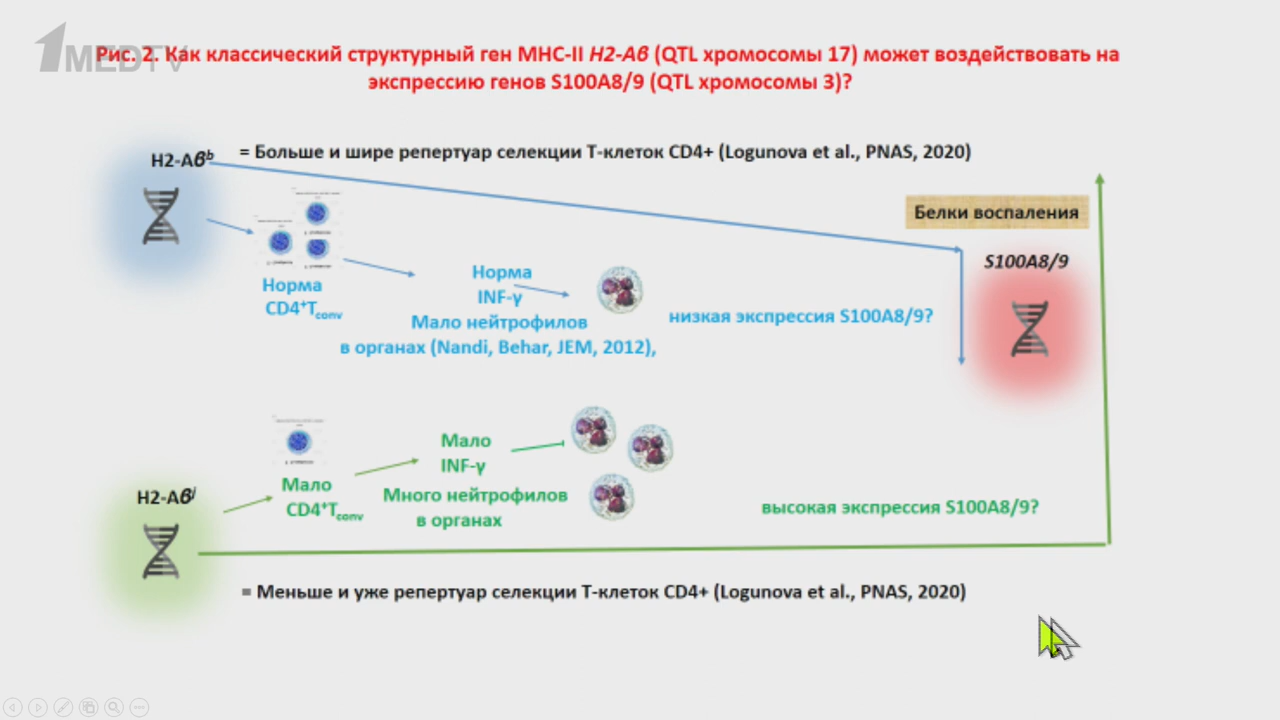 1MEDTV
Рис. 2. Как классический структурный ген MHC-II H2-Aβ (QTL хромосомы 17) может воздействовать на
экспрессию генов S100A8/9 (QTL хромосомы 3)?
H2-Aβᵇ
= Больше и шире репертуар селекции Т-клеток CD4+ (Logunova et al., PNAS, 2020)
Белки воспаления
S100A8/9
Норма
CD4⁺Tconv
Норма
INF-γ
Мало нейтрофилов
в органах (Nandi, Behar, JEM, 2012),
низкая экспрессия S100A8/9?
H2-Aβʲ
Мало
CD4⁺Tconv
Мало
INF-γ
Много нейтрофилов
в органах
высокая экспрессия S100A8/9?
= Меньше и уже репертуар селекции Т-клеток CD4+ (Logunova et al., PNAS, 2020)